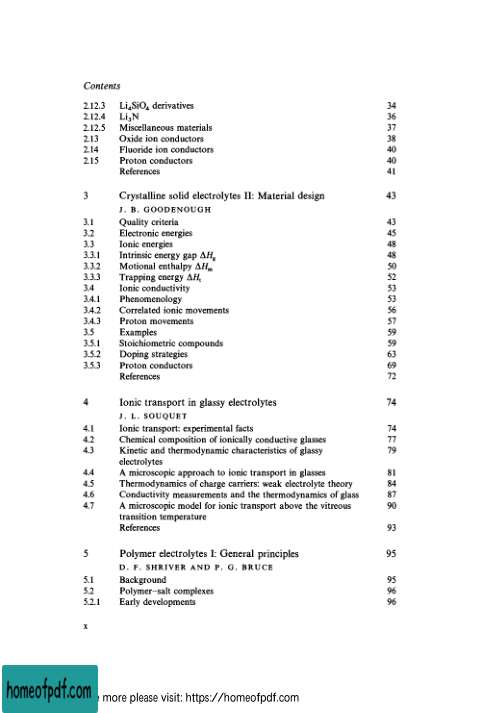 Contents
2.12.3 Li₄SiO₄ derivatives 34
2.12.4 Li₃N 36
2.12.5 Miscellaneous materials 37
2.13 Oxide ion conductors 38
2.14 Fluoride ion conductors 40
2.15 Proton conductors 40
References 41
3 Crystalline solid electrolytes II: Material design 43
J. B. GOODENOUGH
3.1 Quality criteria 43
3.2 Electronic energies 45
3.3 Ionic energies 48
3.3.1 Intrinsic energy gap ΔHg 48
3.3.2 Motional enthalpy ΔHm 50
3.3.3 Trapping energy ΔHt 52
3.4 Ionic conductivity 53
3.4.1 Phenomenology 53
3.4.2 Correlated ionic movements 56
3.4.3 Proton movements 57
3.5 Examples 59
3.5.1 Stoichiometric compounds 59
3.5.2 Doping strategies 63
3.5.3 Proton conductors 69
References 72
4 Ionic transport in glassy electrolytes 74
J. L. SOUQUET
4.1 Ionic transport: experimental facts 74
4.2 Chemical composition of ionically conductive glasses 77
4.3 Kinetic and thermodynamic characteristics of glassy 79
electrolytes
4.4 A microscopic approach to ionic transport in glasses 81
4.5 Thermodynamics of charge carriers: weak electrolyte theory 84
4.6 Conductivity measurements and the thermodynamics of glass 87
4.7 A microscopic model for ionic transport above the vitreous 90
transition temperature
References 93
5 Polymer electrolytes I: General principles 95
D. F. SHRIVER AND P. G. BRUCE
5.1 Background 95
5.2 Polymer–salt complexes 96
5.2.1 Early developments 96
x
homeofpdf.com
more please visit: https://homeofpdf.com